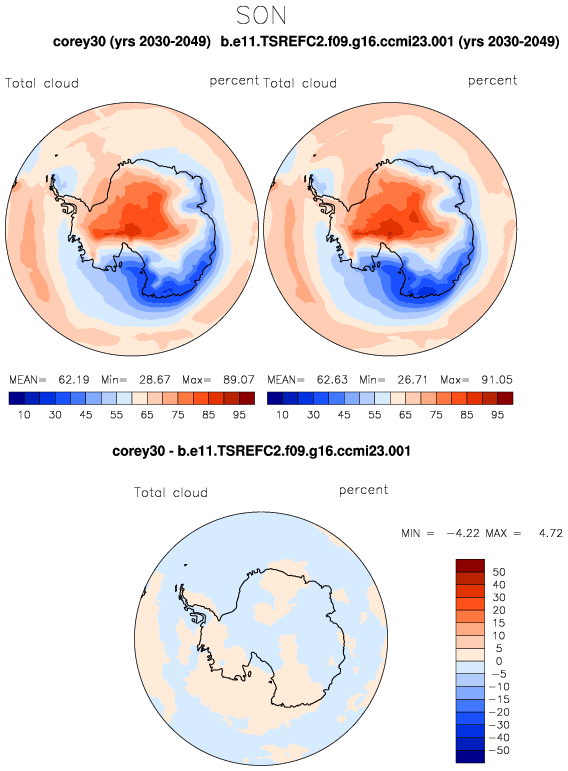 SON
corey30 (yrs 2030-2049) b.e11.TSREFC2.f09.g16.ccmi23.001 (yrs 2030-2049)
Total cloud percent Total cloud percent
MEAN= 62.19 Min= 28.67 Max= 89.07 MEAN= 62.63 Min= 26.71 Max= 91.05
10 30 45 55 65 75 85 95 10 30 45 55 65 75 85 95
corey30 - b.e11.TSREFC2.f09.g16.ccmi23.001
Total cloud percent
MIN = -4.22 MAX = 4.72
50
40
30
20
15
10
5
0
-5
-10
-15
-20
-30
-40
-50